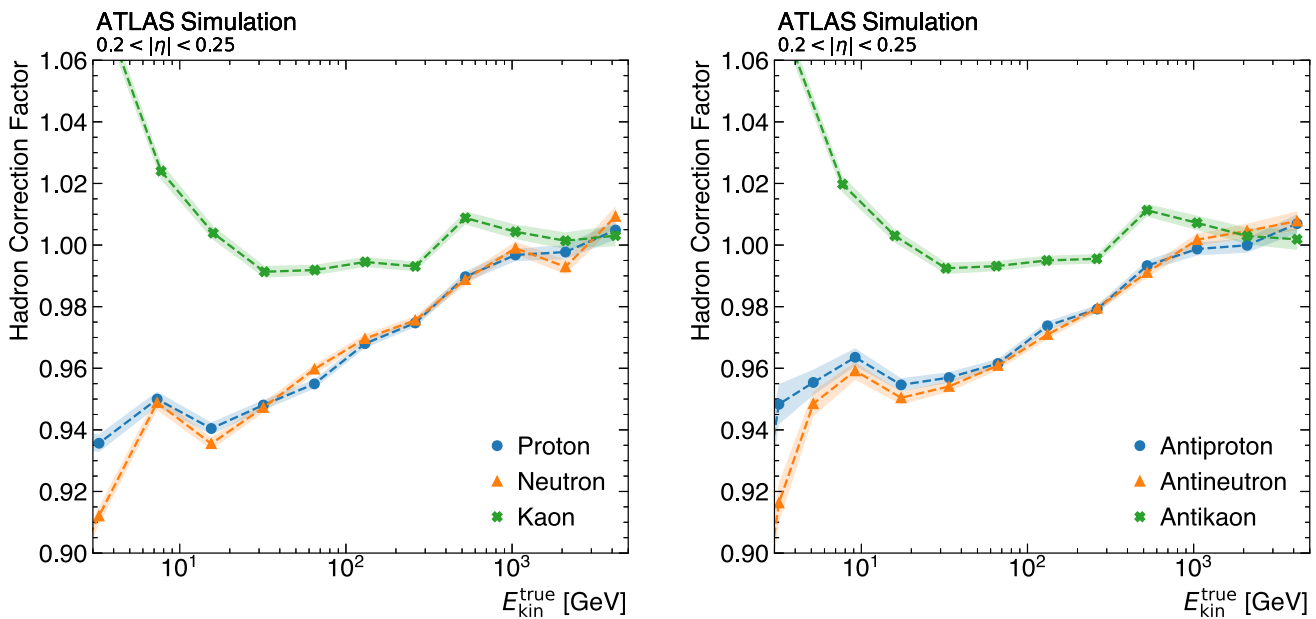 ATLAS Simulation
0.2 < |η| < 0.25
Hadron Correction Factor
1.06
1.04
1.02
1.00
0.98
0.96
0.94
0.92
0.90
Proton
Neutron
Kaon
10¹ 10² 10³
E_kin^true [GeV]
ATLAS Simulation
0.2 < |η| < 0.25
Hadron Correction Factor
1.06
1.04
1.02
1.00
0.98
0.96
0.94
0.92
0.90
Antiproton
Antineutron
Antikaon
10¹ 10² 10³
E_kin^true [GeV]